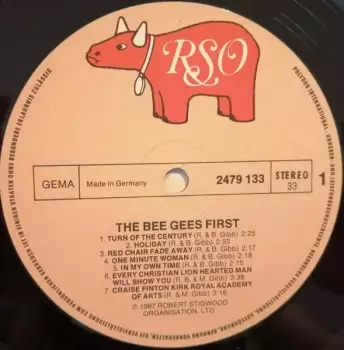 RSO
GEMA
Made in Germany
2479 133
STEREO
33
1
THE BEE GEES FIRST
1. TURN OF THE CENTURY (R. & B. Gibb) 2:25
2. HOLIDAY (R. & B. Gibb) 2:53
3. RED CHAIR FADE AWAY (R. & B. Gibb) 2:17
4. ONE MINUTE WOMAN (R. & B. Gibb) 2:18
5. IN MY OWN TIME (R. & B. Gibb) 2:15
6. EVERY CHRISTIAN LION HEARTED MAN
WILL SHOW YOU (R. B. & M. Gibb) 3:38
7. CRAISE FINTON KIRK ROYAL ACADEMY
OF ARTS (R. & M. Gibb) 2:16
℗ 1967 ROBERT STIGWOOD
ORGANISATION, LTD